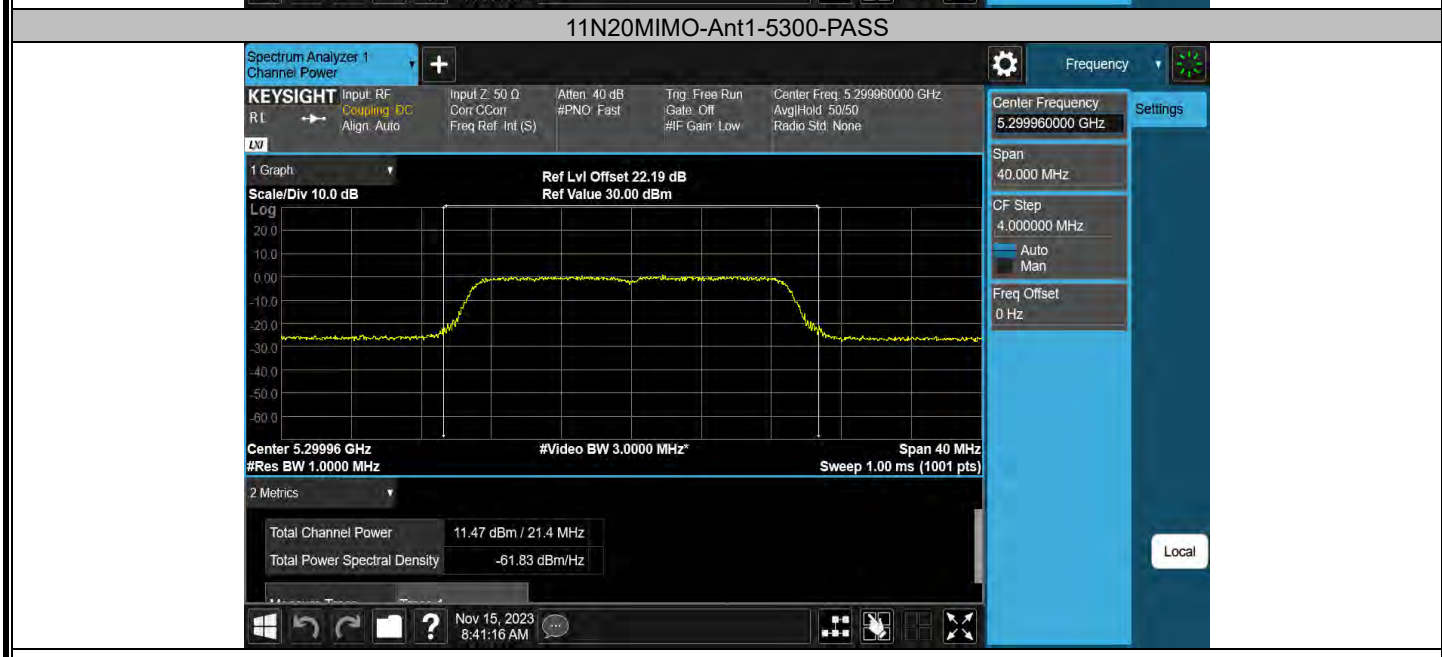 11N20MIMO-Ant1-5300-PASS
Spectrum Analyzer 1
Channel Power
Frequency
KEYSIGHT
RL
LXI
Input: RF
Coupling: DC
Align: Auto
Input Z: 50 Ω
Corr CCorr
Freq Ref: Int (S)
Atten: 40 dB
#PNO: Fast
Trig: Free Run
Gate: Off
#IF Gain: Low
Center Freq: 5.299960000 GHz
Avg|Hold: 50/50
Radio Std: None
Center Frequency
5.299960000 GHz
Settings
Span
40.000 MHz
CF Step
4.000000 MHz
Auto
Man
Freq Offset
0 Hz
Local
1 Graph
Scale/Div 10.0 dB
Ref Lvl Offset 22.19 dB
Ref Value 30.00 dBm
Log
20.0
10.0
0.00
-10.0
-20.0
-30.0
-40.0
-50.0
-60.0
Center 5.29996 GHz
#Video BW 3.0000 MHz*
Span 40 MHz
#Res BW 1.0000 MHz
Sweep 1.00 ms (1001 pts)
2 Metrics
Total Channel Power 11.47 dBm / 21.4 MHz
Total Power Spectral Density -61.83 dBm/Hz
?
Nov 15, 2023
8:41:16 AM